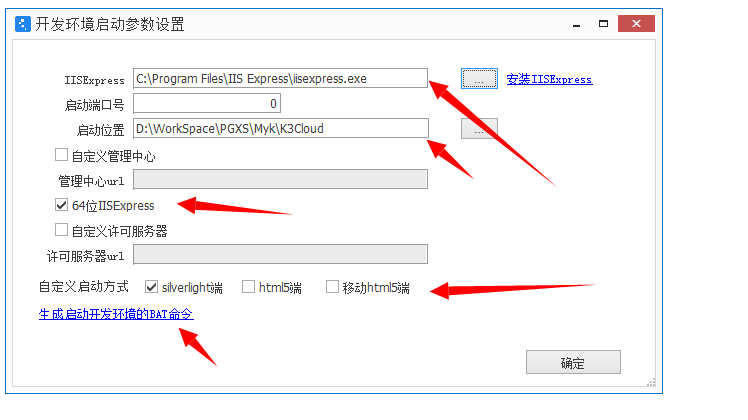 开发环境启动参数设置
IISExpress C:\Program Files\IIS Express\iisexpress.exe ... 安装IISExpress
启动端口号 0
启动位置 D:\WorkSpace\PGXS\Myk\K3Cloud ...
自定义管理中心
管理中心url
64位IISExpress
自定义许可服务器
许可服务器url
自定义启动方式 silverlight端 html5端 移动html5端
生成启动开发环境的BAT命令
确定